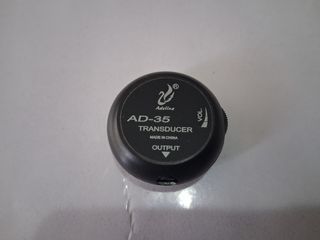 ®
Adeline
AD-35
VOL.
TRANSDUCER
MADE IN CHINA
OUTPUT